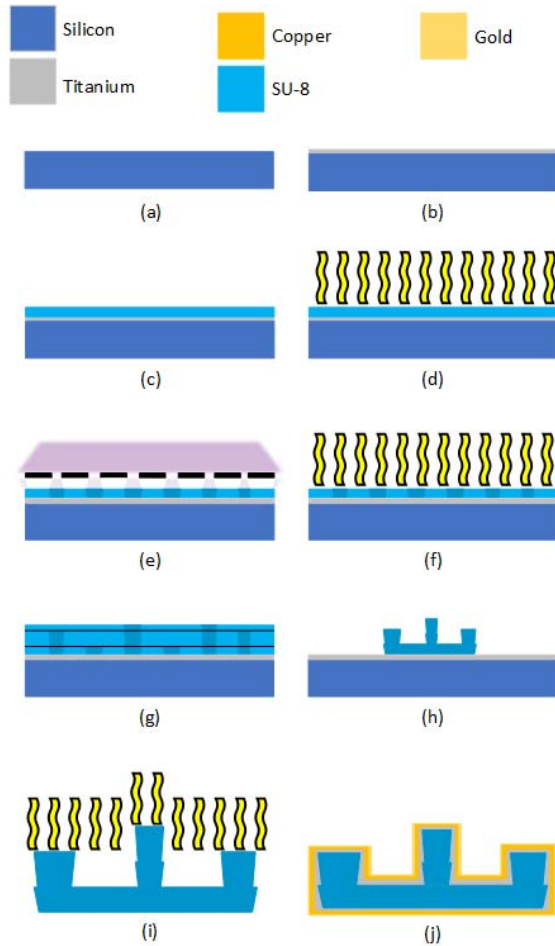 Silicon
Copper
Gold
Titanium
SU-8
(a)
(b)
(c)
(d)
(e)
(f)
(g)
(h)
(i)
(j)